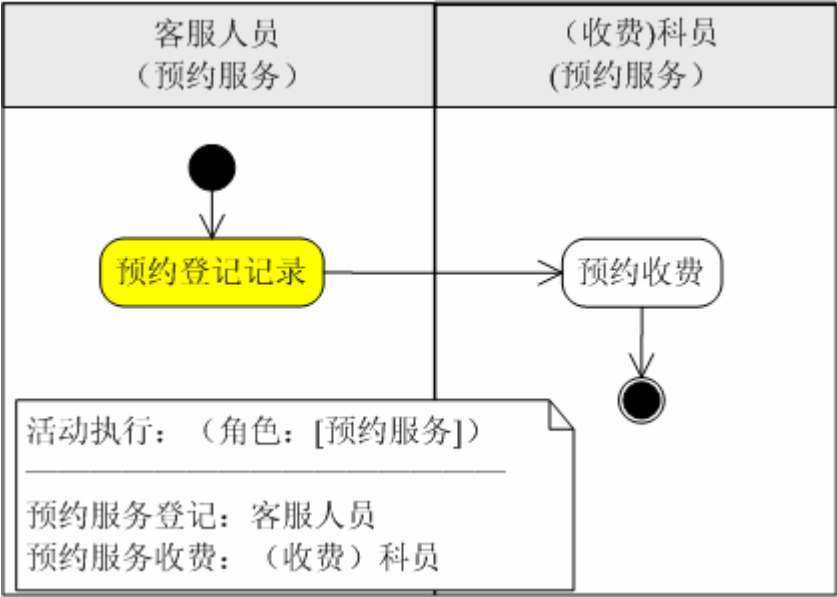 客服人员
（预约服务）
（收费)科员
(预约服务）
预约登记记录
预约收费
活动执行：（角色：[预约服务]）
预约服务登记：客服人员
预约服务收费：（收费）科员